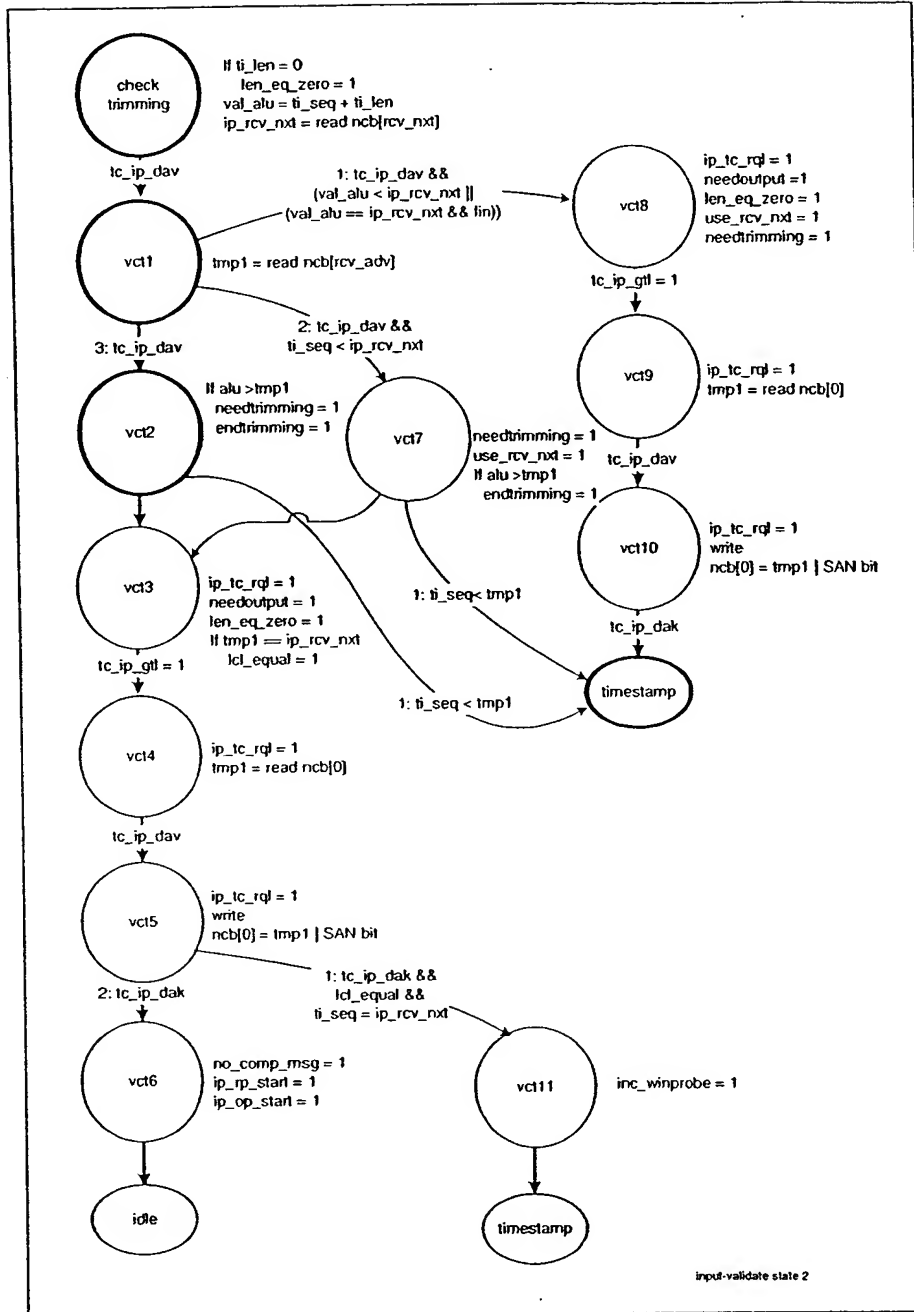 check
trimming
If ti_len = 0
len_eq_zero = 1
val_alu = ti_seq + ti_len
ip_rcv_nxt = read ncb[rcv_nxt]
tc_ip_dav
1: tc_ip_dav &&
(val_alu < ip_rcv_nxt ||
(val_alu == ip_rcv_nxt && !in))
vct8
ip_tc_rql = 1
needoutput =1
len_eq_zero = 1
use_rcv_nxt = 1
needtrimming = 1
vct1
tmp1 = read ncb[rcv_adv]
tc_ip_gtl = 1
2: tc_ip_dav &&
ti_seq < ip_rcv_nxt
3: tc_ip_dav
vct9
ip_tc_rql = 1
tmp1 = read ncb[0]
vct2
If alu >tmp1
needtrimming = 1
endtrimming = 1
vct7
needtrimming = 1
use_rcv_nxt = 1
If alu >tmp1
endtrimming = 1
tc_ip_dav
vct10
ip_tc_rql = 1
write
ncb[0] = tmp1 | SAN bit
vct3
ip_tc_rql = 1
needoutput = 1
len_eq_zero = 1
If tmp1 == ip_rcv_nxt
lcl_equal = 1
1: ti_seq< tmp1
tc_ip_dak
tc_ip_gtl = 1
timestamp
1: ti_seq < tmp1
vct4
ip_tc_rql = 1
tmp1 = read ncb[0]
tc_ip_dav
vct5
ip_tc_rql = 1
write
ncb[0] = tmp1 | SAN bit
1: tc_ip_dak &&
lcl_equal &&
ti_seq = ip_rcv_nxt
2: tc_ip_dak
vct6
no_comp_msg = 1
ip_rp_start = 1
ip_op_start = 1
vct11
inc_winprobe = 1
idle
timestamp
input-validate state 2